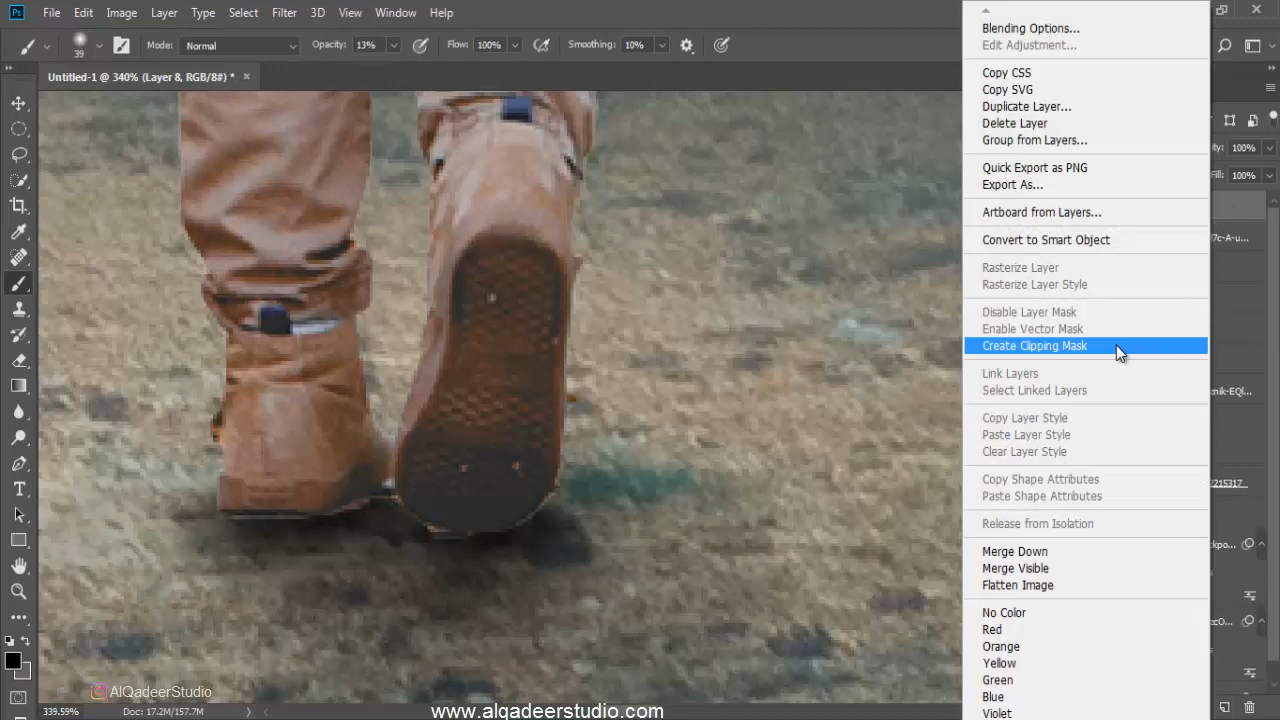 Ps File Edit Image Layer Type Select Filter 3D View Window Help
39 Mode: Normal Opacity: 13% Flow: 100% Smoothing: 10%
Untitled-1 @ 340% (Layer 8, RGB/8#) * ×
Blending Options...
Edit Adjustment...
Copy CSS
Copy SVG
Duplicate Layer...
Delete Layer
Group from Layers...
Quick Export as PNG
Export As...
Artboard from Layers...
Convert to Smart Object
Rasterize Layer
Rasterize Layer Style
Disable Layer Mask
Enable Vector Mask
Create Clipping Mask
Link Layers
Select Linked Layers
Copy Layer Style
Paste Layer Style
Clear Layer Style
Copy Shape Attributes
Paste Shape Attributes
Release from Isolation
Merge Down
Merge Visible
Flatten Image
No Color
Red
Orange
Yellow
Green
Blue
Violet
100%
Fill: 100%
f7c-A-u...
215317
AlQadeerStudio
339.59% Doc: 17.2M/157.7M
www.alqadeerstudio.com